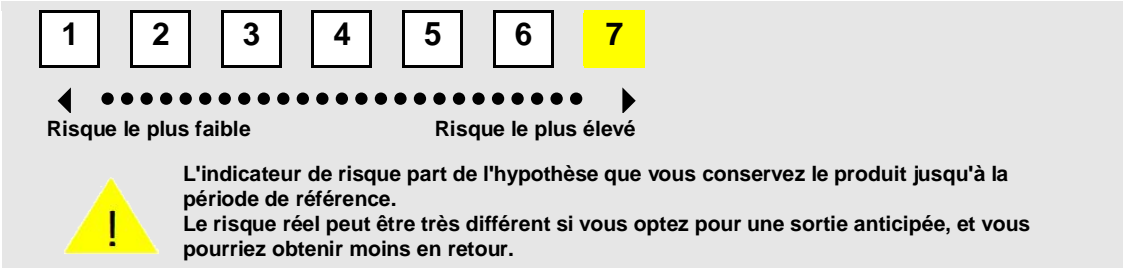 1 2 3 4 5 6 7
Risque le plus faible Risque le plus élevé
L'indicateur de risque part de l'hypothèse que vous conservez le produit jusqu'à la
période de référence.
Le risque réel peut être très différent si vous optez pour une sortie anticipée, et vous
pourriez obtenir moins en retour.
!